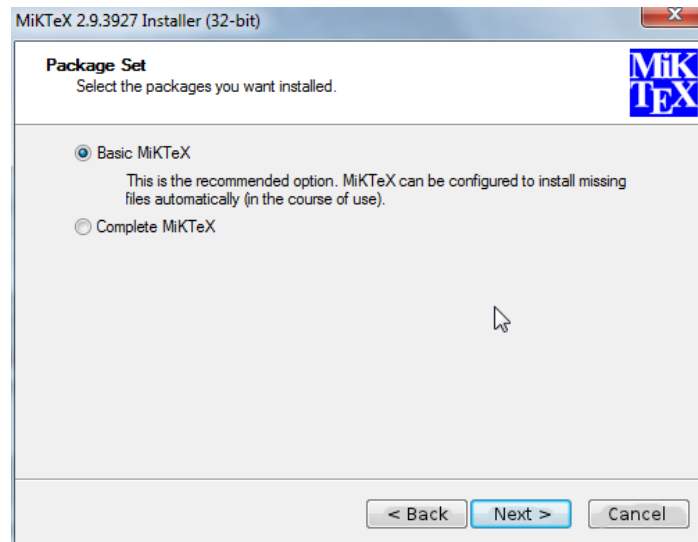 MiKTeX 2.9.3927 Installer (32-bit)
Package Set
Select the packages you want installed.
MiK
TEX
Basic MiKTeX
This is the recommended option. MiKTeX can be configured to install missing
files automatically (in the course of use).
Complete MiKTeX
< Back
Next >
Cancel